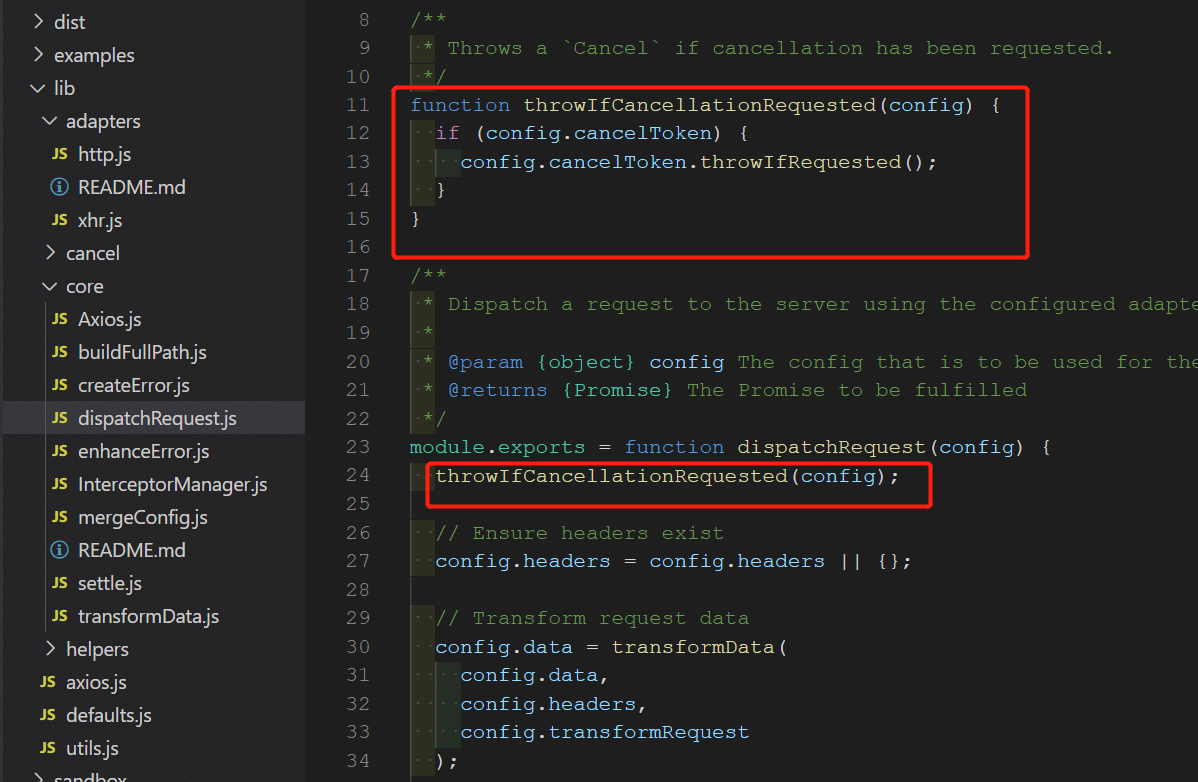 dist
examples
lib
adapters
JS http.js
README.md
JS xhr.js
cancel
core
JS Axios.js
JS buildFullPath.js
JS createError.js
JS dispatchRequest.js
JS enhanceError.js
JS InterceptorManager.js
JS mergeConfig.js
README.md
JS settle.js
JS transformData.js
helpers
JS axios.js
JS defaults.js
JS utils.js
sandbox
8 /**
9  * Throws a `Cancel` if cancellation has been requested.
10  */
11 function throwIfCancellationRequested(config) {
12   if (config.cancelToken) {
13     config.cancelToken.throwIfRequested();
14   }
15 }
16
17 /**
18  * Dispatch a request to the server using the configured adapte
19  *
20  * @param {object} config The config that is to be used for the
21  * @returns {Promise} The Promise to be fulfilled
22  */
23 module.exports = function dispatchRequest(config) {
24   throwIfCancellationRequested(config);
25
26   // Ensure headers exist
27   config.headers = config.headers || {};
28
29   // Transform request data
30   config.data = transformData(
31     config.data,
32     config.headers,
33     config.transformRequest
34   );